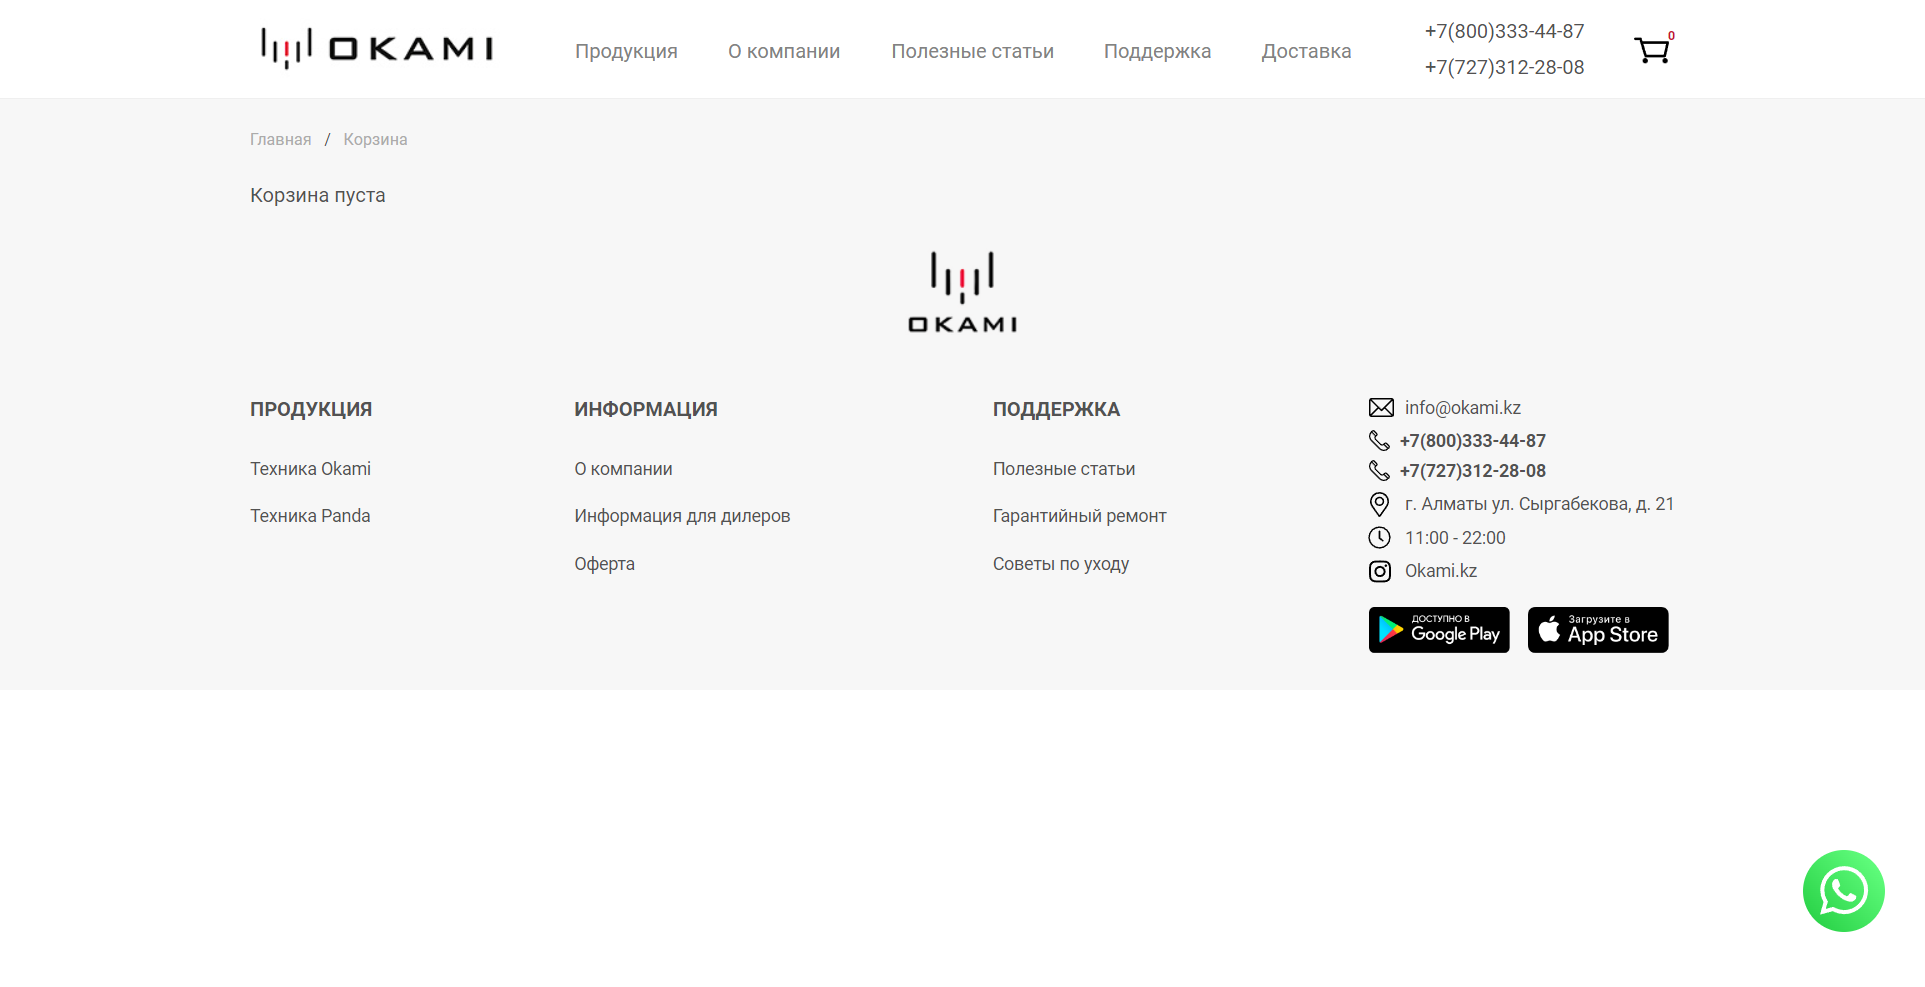 OKAMI
Продукция
О компании
Полезные статьи
Поддержка
Доставка
+7(800)333-44-87
+7(727)312-28-08
0
Главная / Корзина
Корзина пуста
OKAMI
ПРОДУКЦИЯ
Техника Okami
Техника Panda
ИНФОРМАЦИЯ
О компании
Информация для дилеров
Оферта
ПОДДЕРЖКА
Полезные статьи
Гарантийный ремонт
Советы по уходу
info@okami.kz
+7(800)333-44-87
+7(727)312-28-08
г. Алматы ул. Сыргабекова, д. 21
11:00 - 22:00
Okami.kz
ДОСТУПНО В
Google Play
Загрузите в
App Store